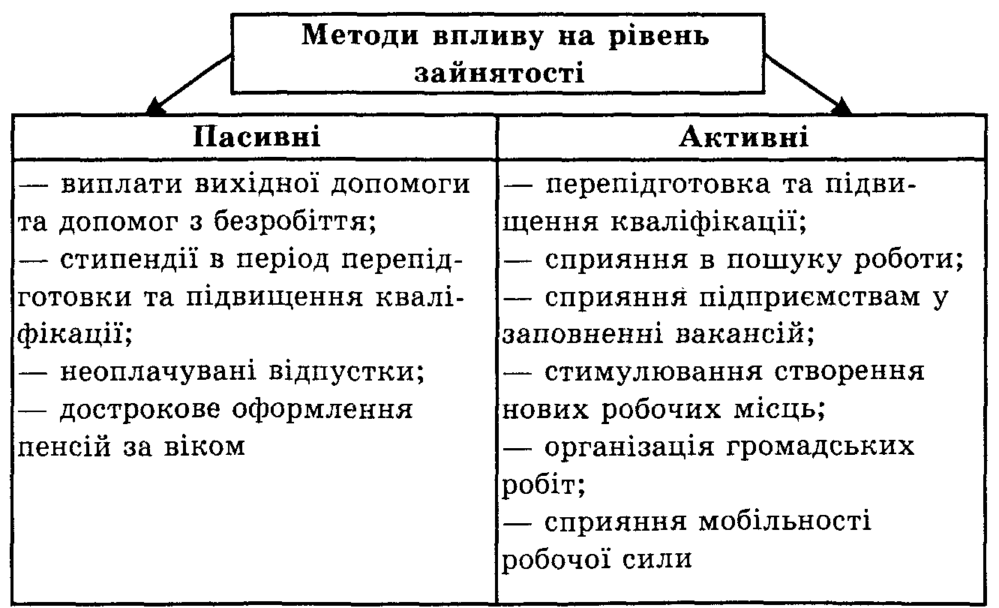 Методи впливу на рівень
зайнятості
Пасивні
— виплати вихідної допомоги
та допомог з безробіття;
— стипендії в період перепід-
готовки та підвищення квалі-
фікації;
— неоплачувані відпустки;
— дострокове оформлення
пенсій за віком
Активні
— перепідготовка та підви-
щення кваліфікації;
— сприяння в пошуку роботи;
— сприяння підприємствам у
заповненні вакансій;
— стимулювання створення
нових робочих місць;
— організація громадських
робіт;
— сприяння мобільності
робочої сили